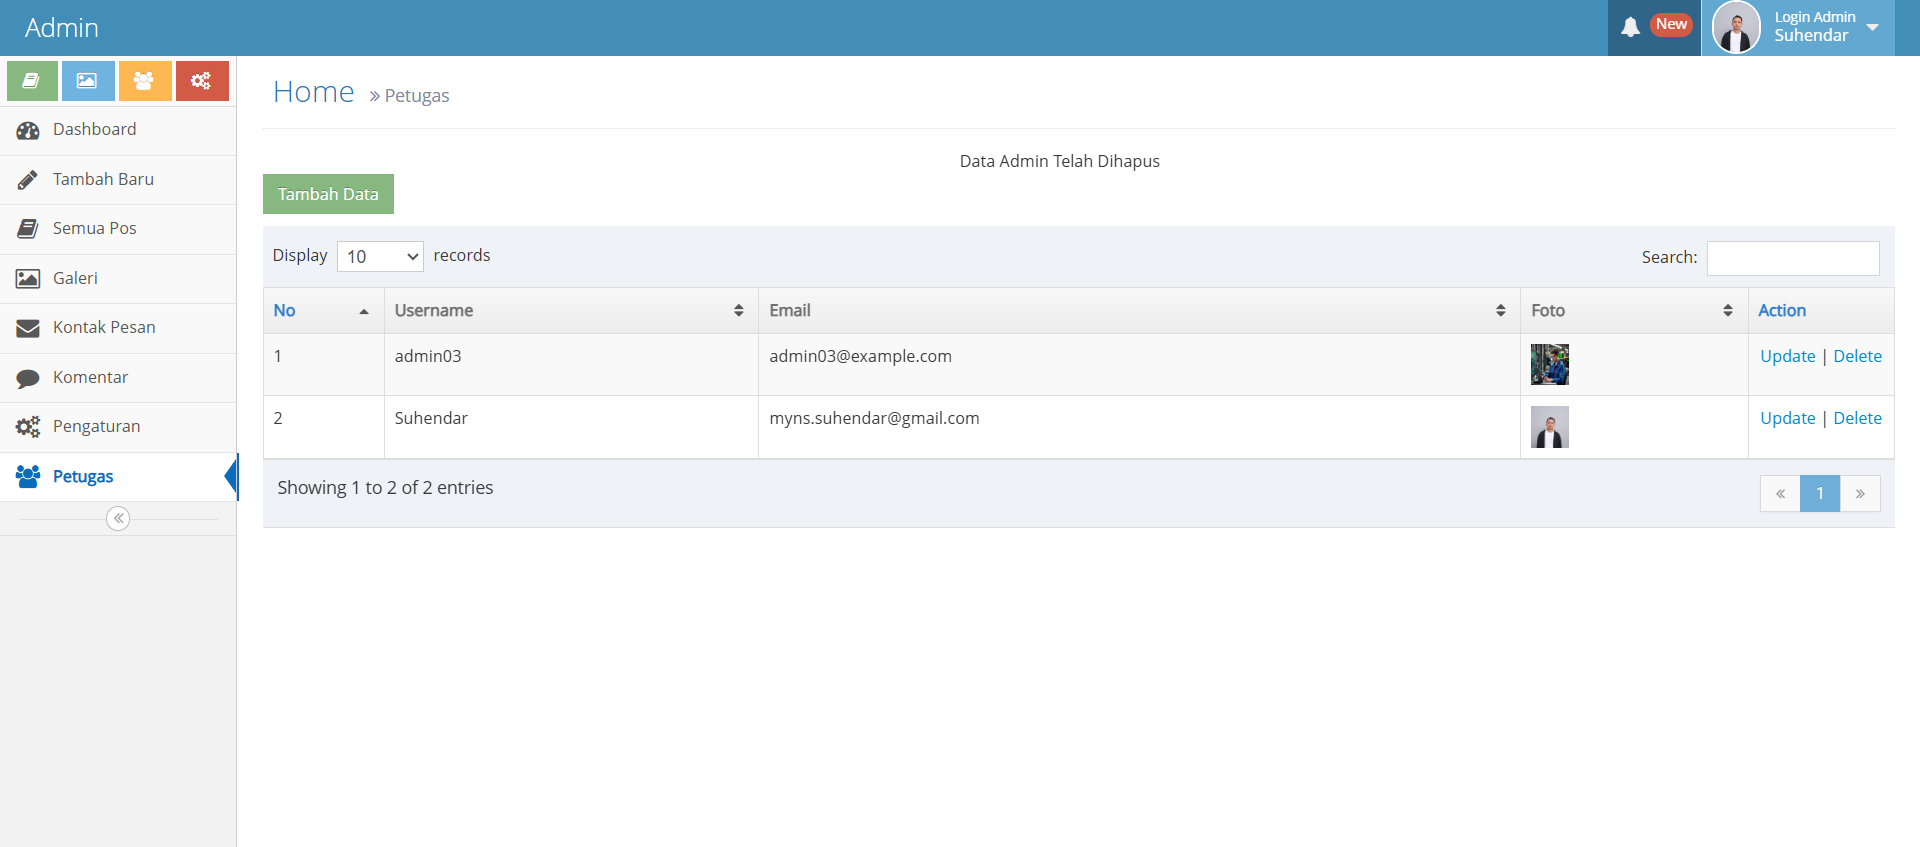 Admin
New
Login Admin
Suhendar
Dashboard
Tambah Baru
Semua Pos
Galeri
Kontak Pesan
Komentar
Pengaturan
Petugas
Home » Petugas
Data Admin Telah Dihapus
Tambah Data
Display 10 records
Search:
No Username Email Foto Action
1 admin03 admin03@example.com Update | Delete
2 Suhendar myns.suhendar@gmail.com Update | Delete
Showing 1 to 2 of 2 entries
« 1 »